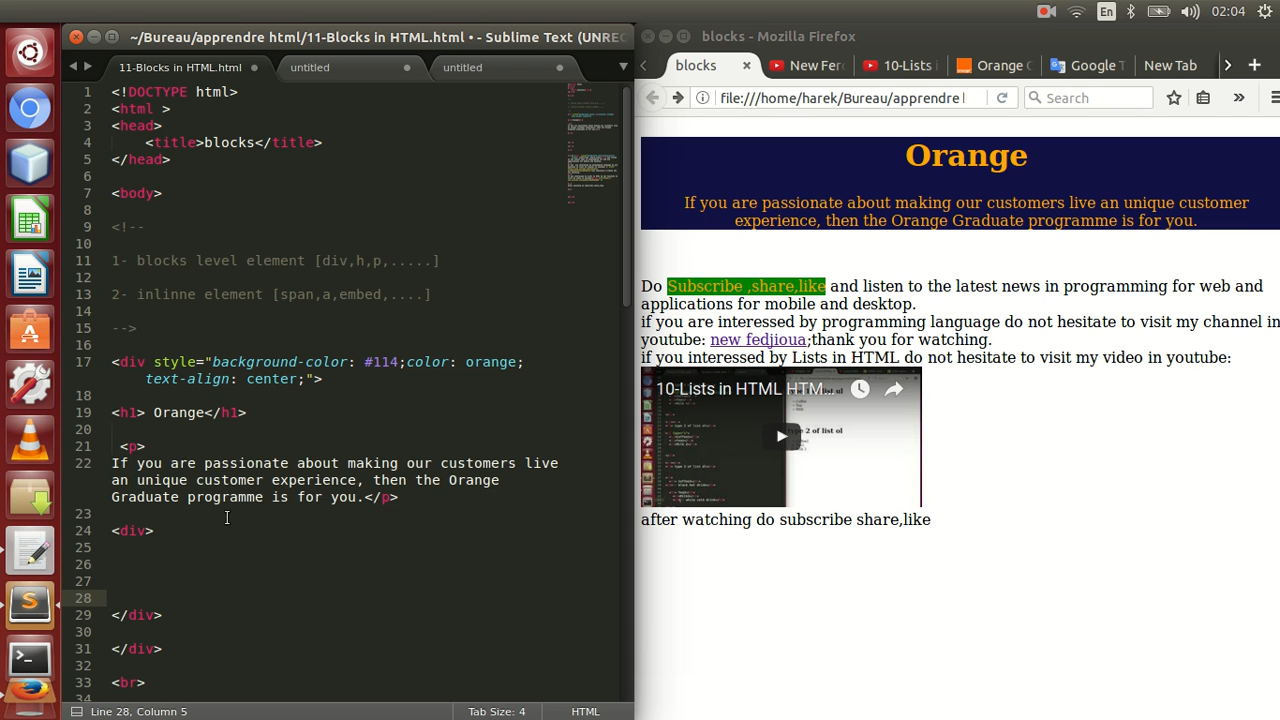 02:04
En
~/Bureau/apprendre html/11-Blocks in HTML.html • - Sublime Text (UNREC
11-Blocks in HTML.html
untitled
untitled
1 <!DOCTYPE html>
2 <html >
3 <head>
4 <title>blocks</title>
5 </head>
6
7 <body>
8
9 <!--
10
11 1- blocks level element [div,h,p,.....]
12
13 2- inlinne element [span,a,embed,....]
14
15 -->
16
17 <div style="background-color: #114;color: orange;
text-align: center;">
18
19 <h1> Orange</h1>
20
21 <p>
22 If you are passionate about making our customers live
an unique customer experience, then the Orange
Graduate programme is for you.</p>
23
24 <div>
25
26
27
28
29 </div>
30
31 </div>
32
33 <br>
34
Line 28, Column 5
Tab Size: 4
HTML
blocks - Mozilla Firefox
blocks
New Fer
10-Lists i
Orange G
Google T
New Tab
file:///home/harek/Bureau/apprendre l
Search
Orange
If you are passionate about making our customers live an unique customer
experience, then the Orange Graduate programme is for you.
Do Subscribe ,share,like and listen to the latest news in programming for web and
applications for mobile and desktop.
if you are interessed by programming language do not hesitate to visit my channel in
youtube: new fedjioua;thank you for watching.
if you interessed by Lists in HTML do not hesitate to visit my video in youtube:
10-Lists in HTML HTM...
type 2 of list ol
after watching do subscribe share,like